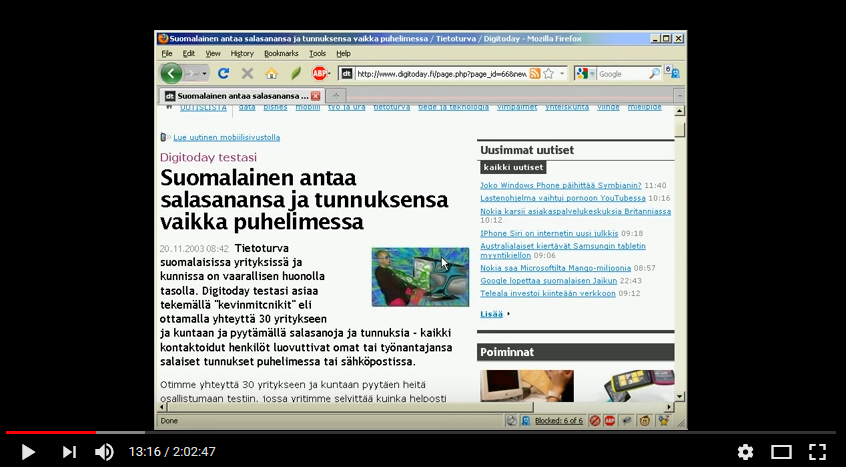 Suomalainen antaa salasanansa ja tunnuksensa vaikka puhelimessa / Tietoturva / Digitoday - Mozilla Firefox
File Edit View History Bookmarks Tools Help
ABP dt http://www.digitoday.fi/page.php?page_id=66&new Google 6
dt Suomalainen antaa salasanansa ...
UUTISLISTA data bisnes mobiili työ ja ura tietoturva tiede ja teknologia vimpaimet yhteiskunta viihde mielipide
Lue uutinen mobiilisivustolla
Digitoday testasi
Suomalainen antaa
salasanansa ja tunnuksensa
vaikka puhelimessa
20.11.2003 08:42 Tietoturva
suomalaisissa yrityksissä ja
kunnissa on vaarallisen huonolla
tasolla. Digitoday testasi asiaa
tekemällä "kevinmitcnikit" eli
ottamalla yhteyttä 30 yritykseen
ja kuntaan ja pyytämällä salasanoja ja tunnuksia - kaikki
kontaktoidut henkilöt luovuttivat omat tai työnantajansa
salaiset tunnukset puhelimessa tai sähköpostissa.
Otimme yhteyttä 30 yritykseen ja kuntaan pyytäen heitä
osallistumaan testiin, jossa yritimme selvittää kuinka helposti
Uusimmat uutiset
kaikki uutiset
Joko Windows Phone päihittää Symbianin? 11:40
Lastenohjelma vaihtui pornoon YouTubessa 10:16
Nokia karsii asiakaspalvelukeskuksia Britanniassa
10:12
IPhone Siri on internetin uusi julkkis 09:18
Australialaiset kiertävät Samsungin tabletin
myyntikiellon 09:06
Nokia saa Microsoftilta Mango-miljoonia 08:57
Google lopettaa suomalaisen Jaikun 22:43
Teleala investoi kiinteään verkkoon 09:12
Lisää
Poiminnat
Done Blocked: 6 of 6 ABP
13:16 / 2:02:47